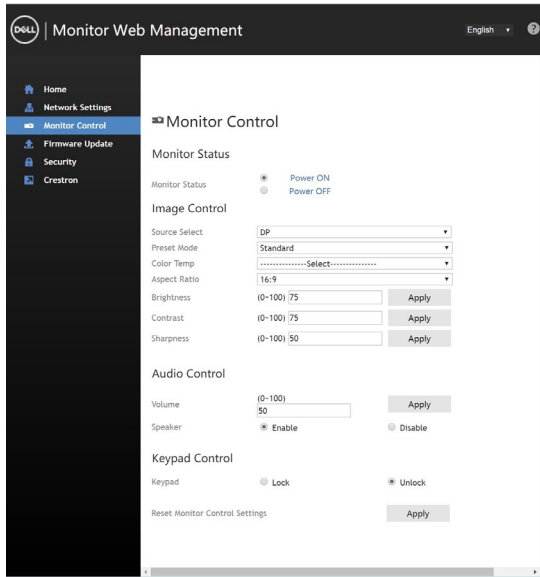 DELL | Monitor Web Management
English
?
Home
Network Settings
Monitor Control
Firmware Update
Security
Crestron
Monitor Control
Monitor Status
Monitor Status Power ON
Power OFF
Image Control
Source Select DP
Preset Mode Standard
Color Temp ---------------Select---------------
Aspect Ratio 16:9
Brightness (0~100) 75 Apply
Contrast (0~100) 75 Apply
Sharpness (0~100) 50 Apply
Audio Control
(0~100)
Volume 50 Apply
Speaker Enable Disable
Keypad Control
Keypad Lock Unlock
Reset Monitor Control Settings Apply